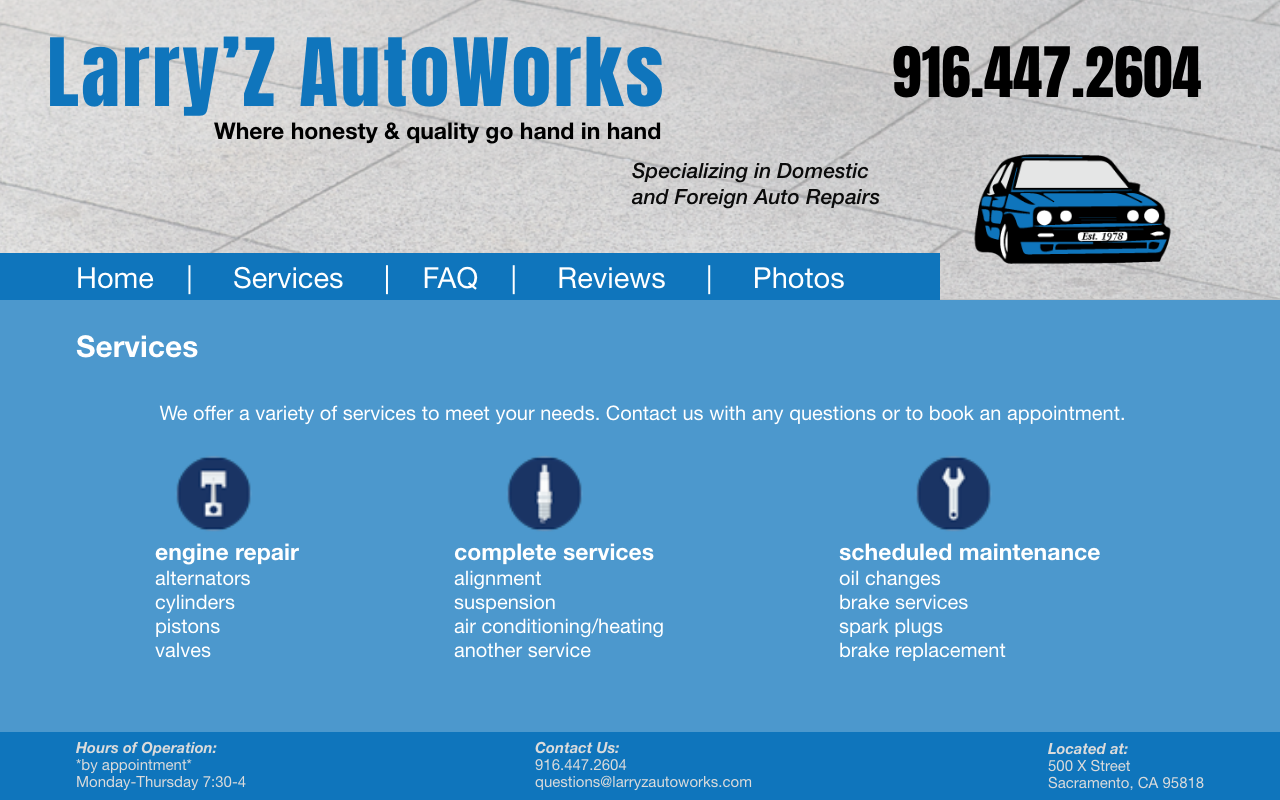 Larry’Z AutoWorks
916.447.2604
Where honesty & quality go hand in hand
Specializing in Domestic
and Foreign Auto Repairs
Est. 1978
Home | Services | FAQ | Reviews | Photos
Services
We offer a variety of services to meet your needs. Contact us with any questions or to book an appointment.
engine repair
alternators
cylinders
pistons
valves
complete services
alignment
suspension
air conditioning/heating
another service
scheduled maintenance
oil changes
brake services
spark plugs
brake replacement
Hours of Operation:
*by appointment*
Monday-Thursday 7:30-4
Contact Us:
916.447.2604
questions@larryzautoworks.com
Located at:
500 X Street
Sacramento, CA 95818